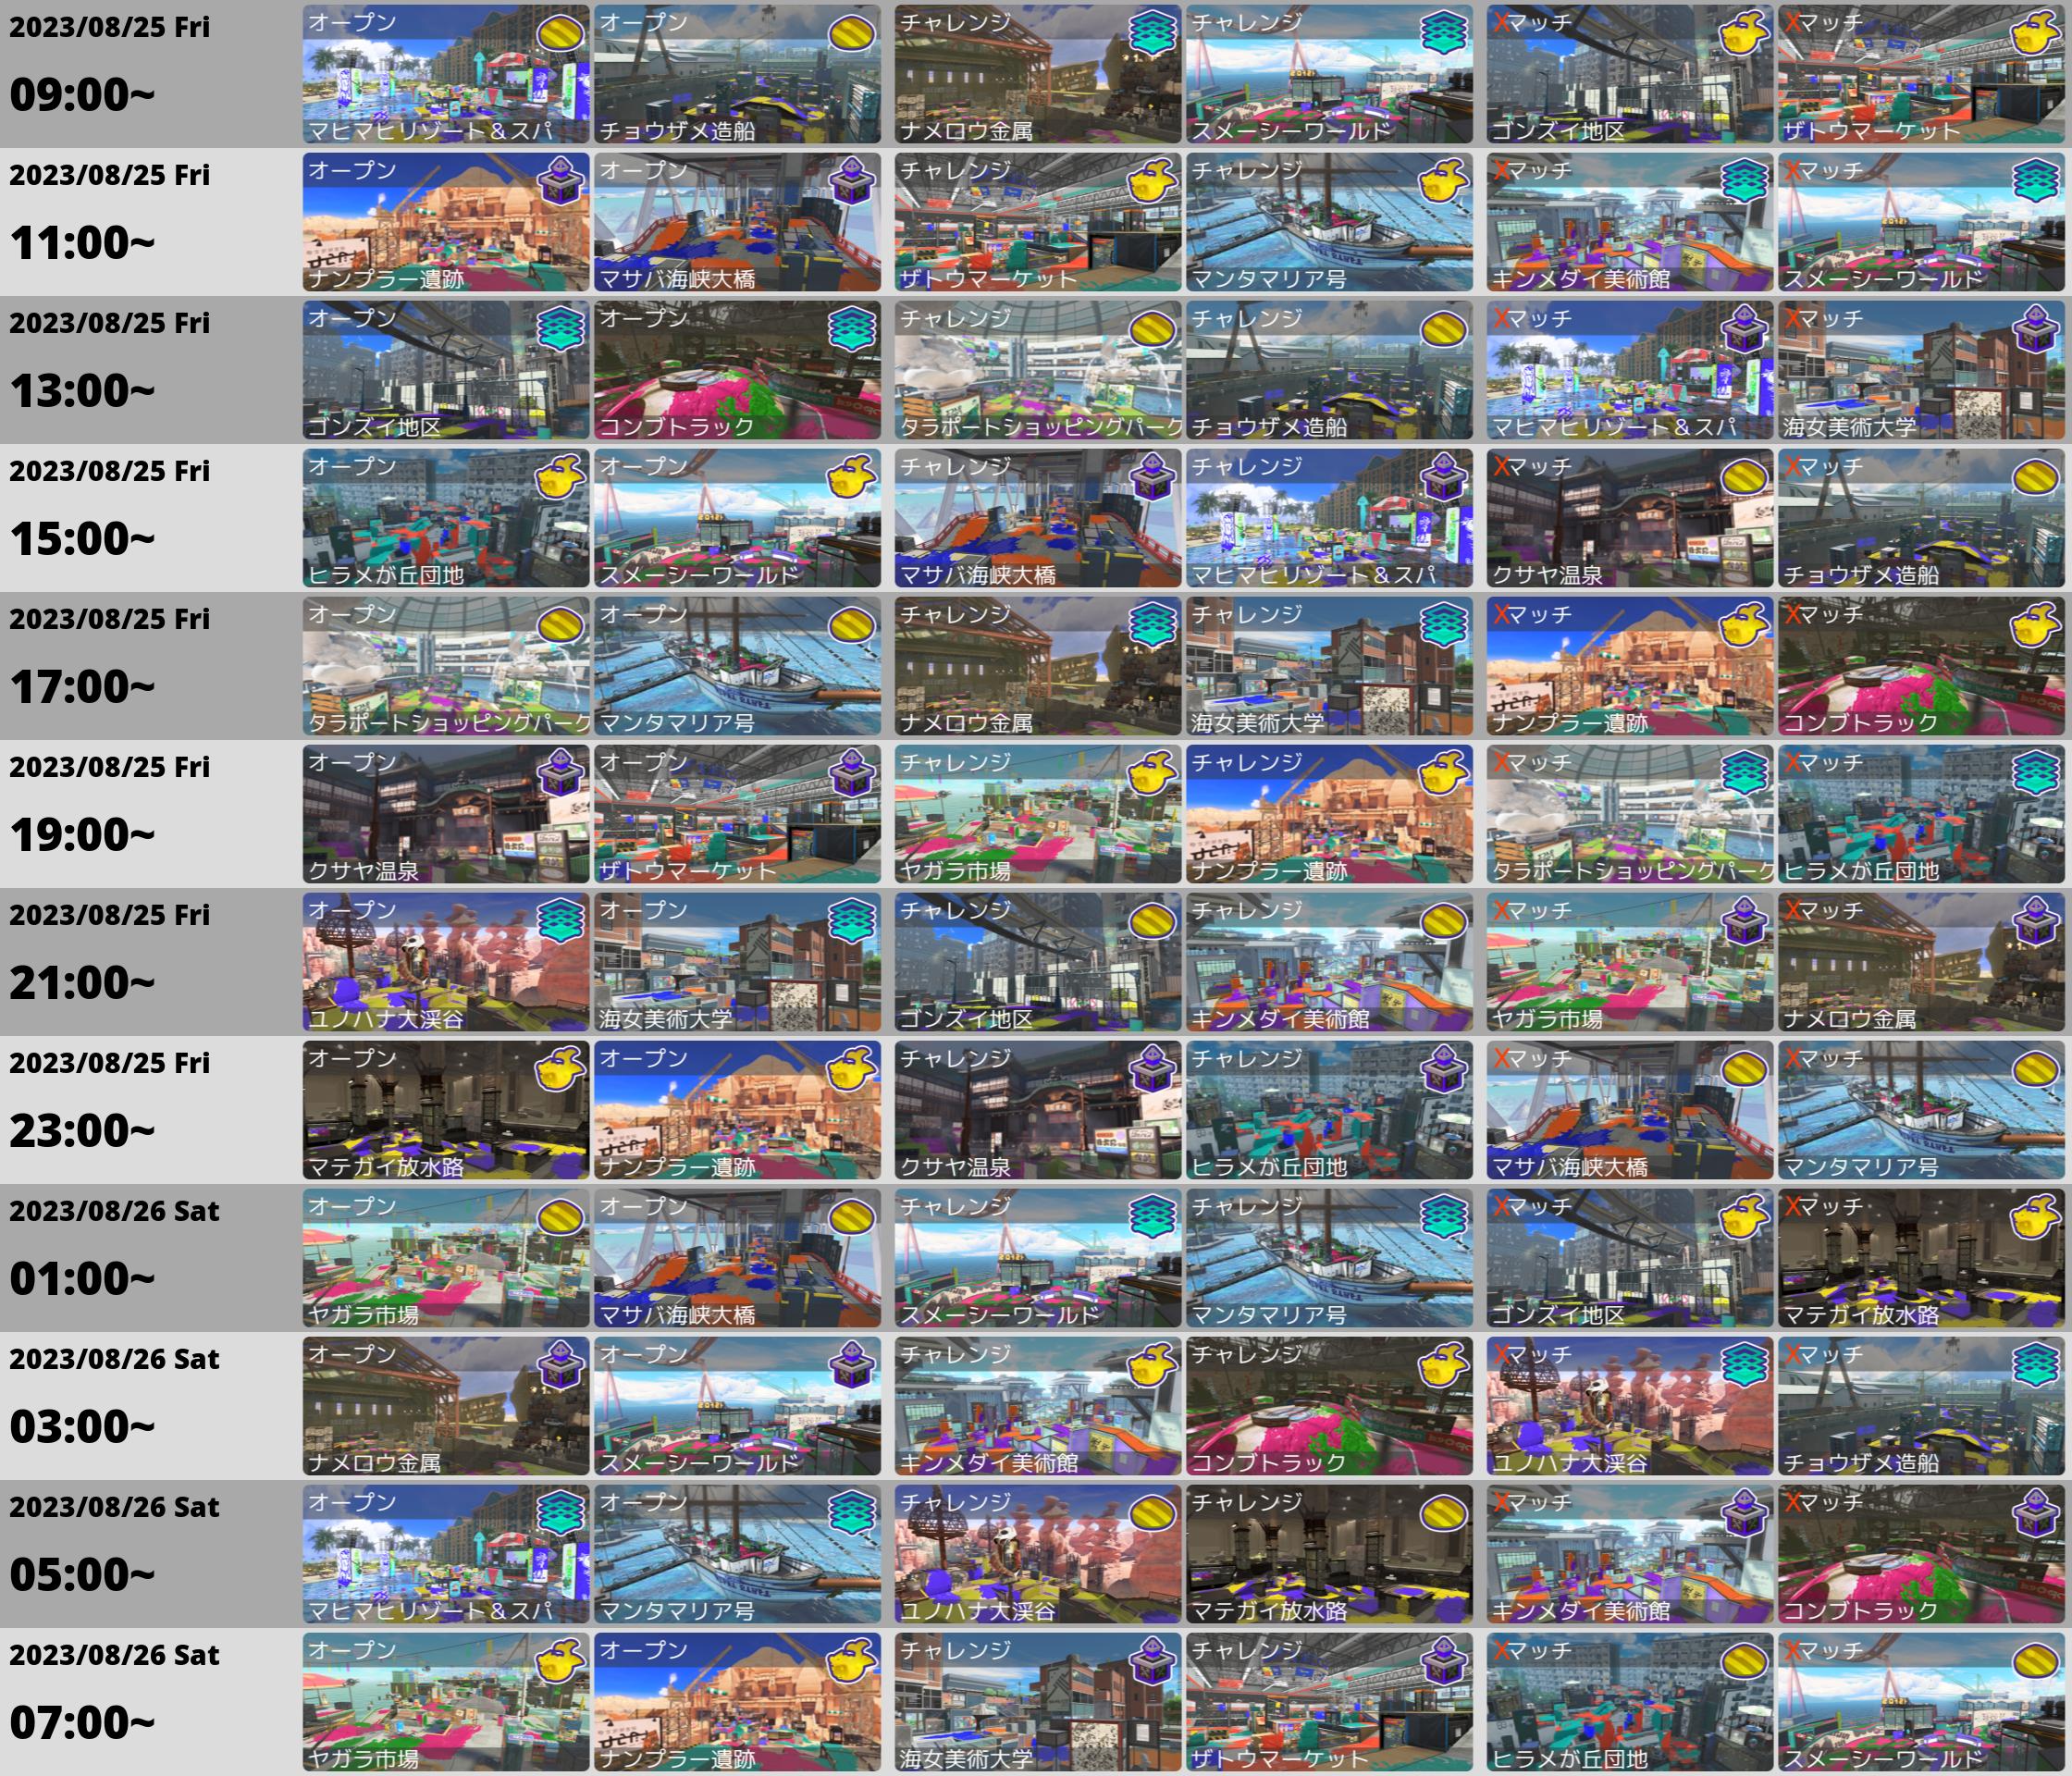 2023/08/25 Fri
09:00~
オープン オープン チャレンジ チャレンジ Xマッチ Xマッチ
マヒマヒリゾート＆スパ チョウザメ造船 ナメロウ金属 スメーシーワールド ゴンズイ地区 ザトウマーケット
2023/08/25 Fri
11:00~
オープン オープン チャレンジ チャレンジ Xマッチ Xマッチ
ナンプラー遺跡 マサバ海峡大橋 ザトウマーケット マンタマリア号 キンメダイ美術館 スメーシーワールド
2023/08/25 Fri
13:00~
オープン オープン チャレンジ チャレンジ Xマッチ Xマッチ
ゴンズイ地区 コンブトラック タラポートショッピングパーク チョウザメ造船 マヒマヒリゾート＆スパ 海女美術大学
2023/08/25 Fri
15:00~
オープン オープン チャレンジ チャレンジ Xマッチ Xマッチ
ヒラメが丘団地 スメーシーワールド マサバ海峡大橋 マヒマヒリゾート＆スパ クサヤ温泉 チョウザメ造船
2023/08/25 Fri
17:00~
オープン オープン チャレンジ チャレンジ Xマッチ Xマッチ
タラポートショッピングパーク マンタマリア号 ナメロウ金属 海女美術大学 ナンプラー遺跡 コンブトラック
2023/08/25 Fri
19:00~
オープン オープン チャレンジ チャレンジ Xマッチ Xマッチ
クサヤ温泉 ザトウマーケット ヤガラ市場 ナンプラー遺跡 タラポートショッピングパーク ヒラメが丘団地
2023/08/25 Fri
21:00~
オープン オープン チャレンジ チャレンジ Xマッチ Xマッチ
ユノハナ大渓谷 海女美術大学 ゴンズイ地区 キンメダイ美術館 ヤガラ市場 ナメロウ金属
2023/08/25 Fri
23:00~
オープン オープン チャレンジ チャレンジ Xマッチ Xマッチ
マテガイ放水路 ナンプラー遺跡 クサヤ温泉 ヒラメが丘団地 マサバ海峡大橋 マンタマリア号
2023/08/26 Sat
01:00~
オープン オープン チャレンジ チャレンジ Xマッチ Xマッチ
ヤガラ市場 マサバ海峡大橋 スメーシーワールド マンタマリア号 ゴンズイ地区 マテガイ放水路
2023/08/26 Sat
03:00~
オープン オープン チャレンジ チャレンジ Xマッチ Xマッチ
ナメロウ金属 スメーシーワールド キンメダイ美術館 コンブトラック ユノハナ大渓谷 チョウザメ造船
2023/08/26 Sat
05:00~
オープン オープン チャレンジ チャレンジ Xマッチ Xマッチ
マヒマヒリゾート＆スパ マンタマリア号 ユノハナ大渓谷 マテガイ放水路 キンメダイ美術館 コンブトラック
2023/08/26 Sat
07:00~
オープン オープン チャレンジ チャレンジ Xマッチ Xマッチ
ヤガラ市場 ナンプラー遺跡 海女美術大学 ザトウマーケット ヒラメが丘団地 スメーシーワールド